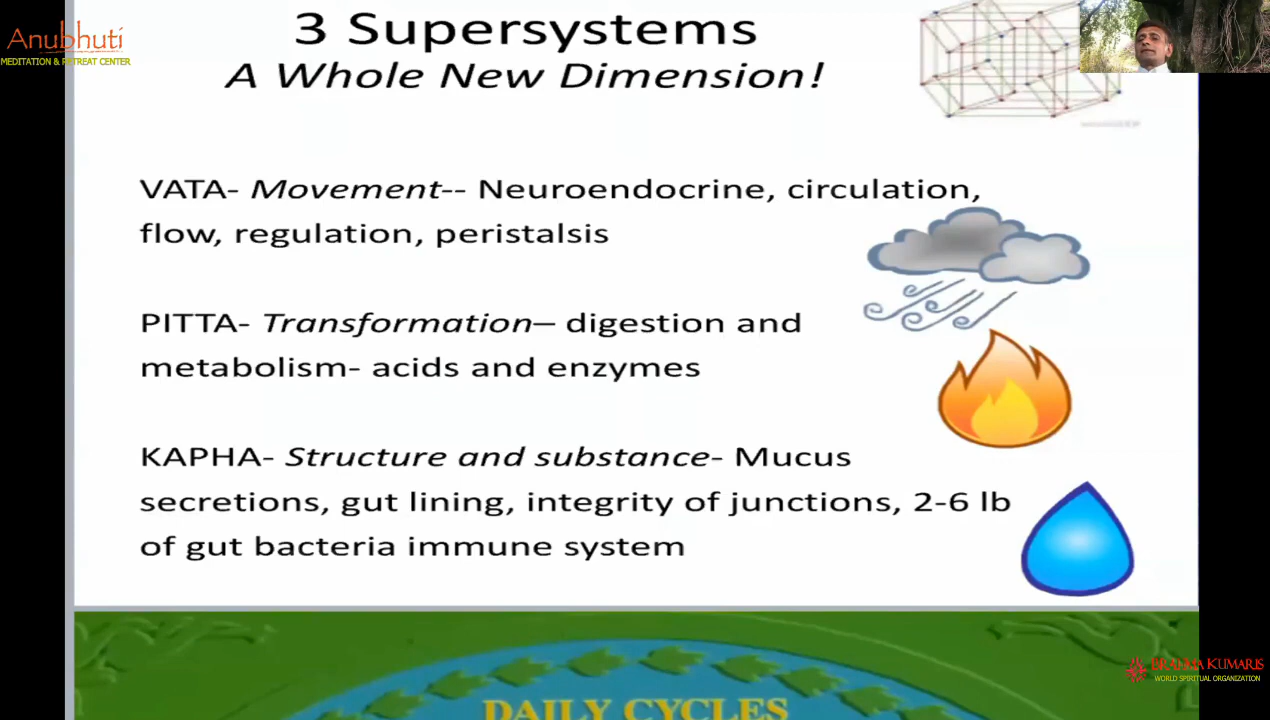 Anubhuti
MEDITATION & RETREAT CENTER
3 Supersystems
A Whole New Dimension!
VATA- Movement-- Neuroendocrine, circulation,
flow, regulation, peristalsis
PITTA- Transformation– digestion and
metabolism- acids and enzymes
KAPHA- Structure and substance- Mucus
secretions, gut lining, integrity of junctions, 2-6 lb
of gut bacteria immune system
DAILY CYCLES
BRAHMA KUMARIS
WORLD SPIRITUAL ORGANIZATION